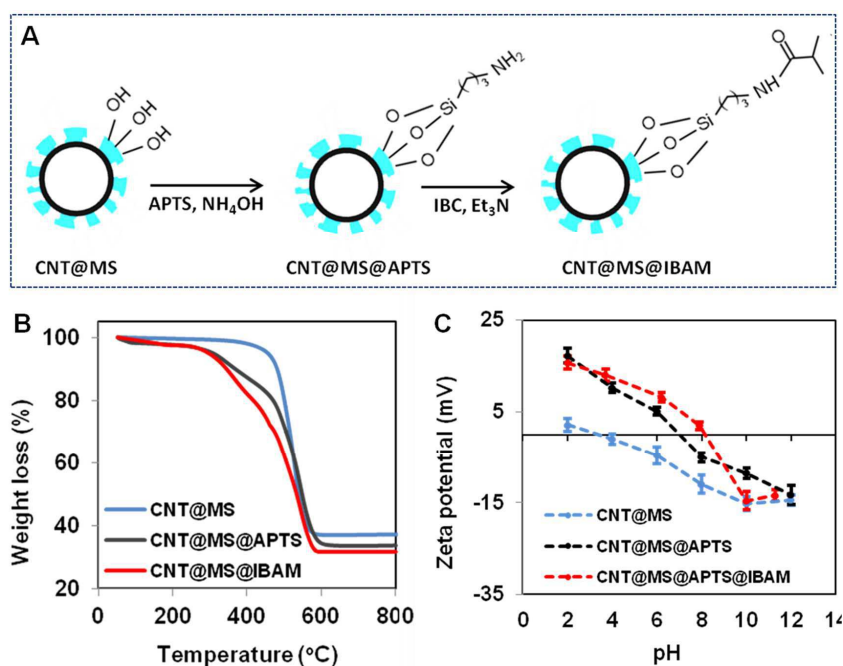 A
OH
OH
OH
APTS, NH₄OH
CNT@MS
O
O
O
Si
( )₃
NH₂
IBC, Et₃N
CNT@MS@APTS
O
O
O
Si
( )₃
NH
O
CNT@MS@IBAM
B
Weight loss (%)
100
80
60
40
20
0 200 400 600 800
Temperature (°C)
CNT@MS
CNT@MS@APTS
CNT@MS@IBAM
C
Zeta potential (mV)
25
5
-15
-35
0 2 4 6 8 10 12 14
pH
CNT@MS
CNT@MS@APTS
CNT@MS@APTS@IBAM